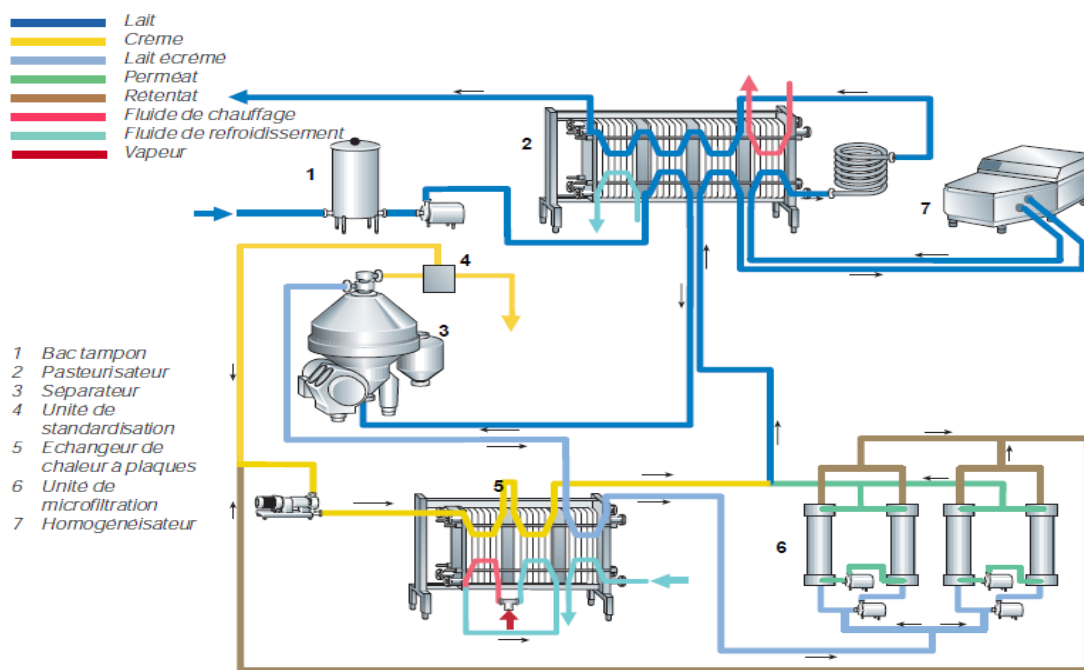 Lait
Crème
Lait écrémé
Perméat
Rétentat
Fluide de chauffage
Fluide de refroidissement
Vapeur
1
2
7
4
3
5
6
1 Bac tampon
2 Pasteurisateur
3 Séparateur
4 Unité de
standardisation
5 Echangeur de
chaleur à plaques
6 Unité de
microfiltration
7 Homogénéisateur